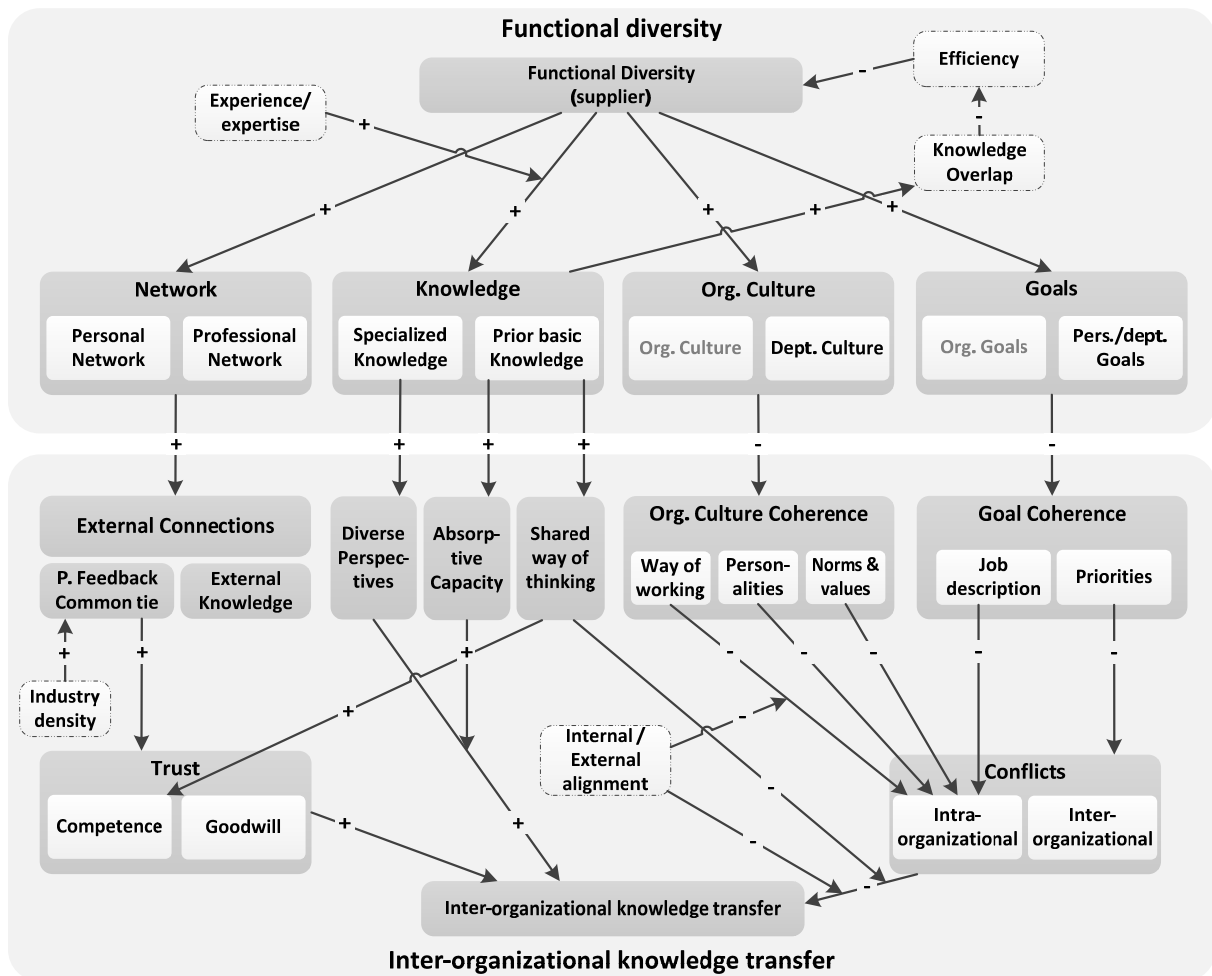 Functional diversity
Functional Diversity
(supplier)
Efficiency
-
Experience/
expertise
+
-
Knowledge
Overlap
+
+
+
+
+
Network
Personal
Network
Professional
Network
Knowledge
Specialized
Knowledge
Prior basic
Knowledge
Org. Culture
Org. Culture
Dept. Culture
Goals
Org. Goals
Pers./dept.
Goals
+
+
+
+
-
-
External Connections
P. Feedback
Common tie
External
Knowledge
Diverse
Perspec-
tives
Absorp-
tive
Capacity
Shared
way of
thinking
Org. Culture Coherence
Way of
working
Person-
alities
Norms &
values
Goal Coherence
Job
description
Priorities
+
+
+
-
-
-
-
-
Industry
density
+
-
Internal /
External
alignment
Trust
Competence
Goodwill
+
+
-
-
-
Conflicts
Intra-
organizational
Inter-
organizational
Inter-organizational knowledge transfer
Inter-organizational knowledge transfer